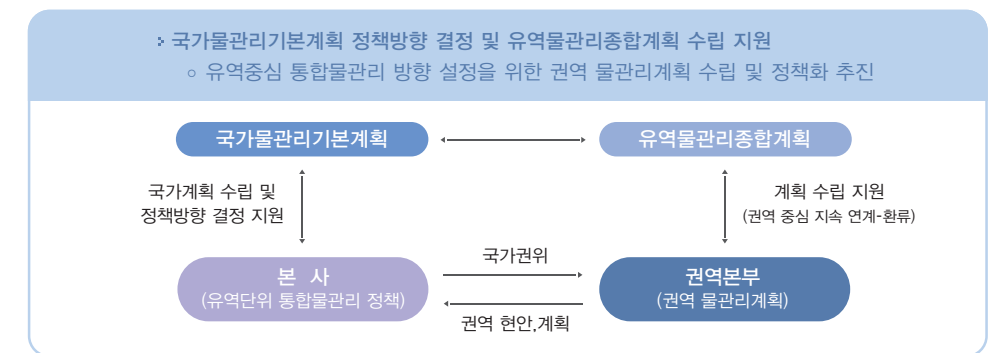 국가물관리기본계획 정책방향 결정 및 유역물관리종합계획 수립 지원
○ 유역중심 통합물관리 방향 설정을 위한 권역 물관리계획 수립 및 정책화 추진
국가물관리기본계획
유역물관리종합계획
국가계획 수립 및
정책방향 결정 지원
계획 수립 지원
(권역 중심 지속 연계-환류)
국가권위
본 사
(유역단위 통합물관리 정책)
권역본부
(권역 물관리계획)
권역 현안,계획